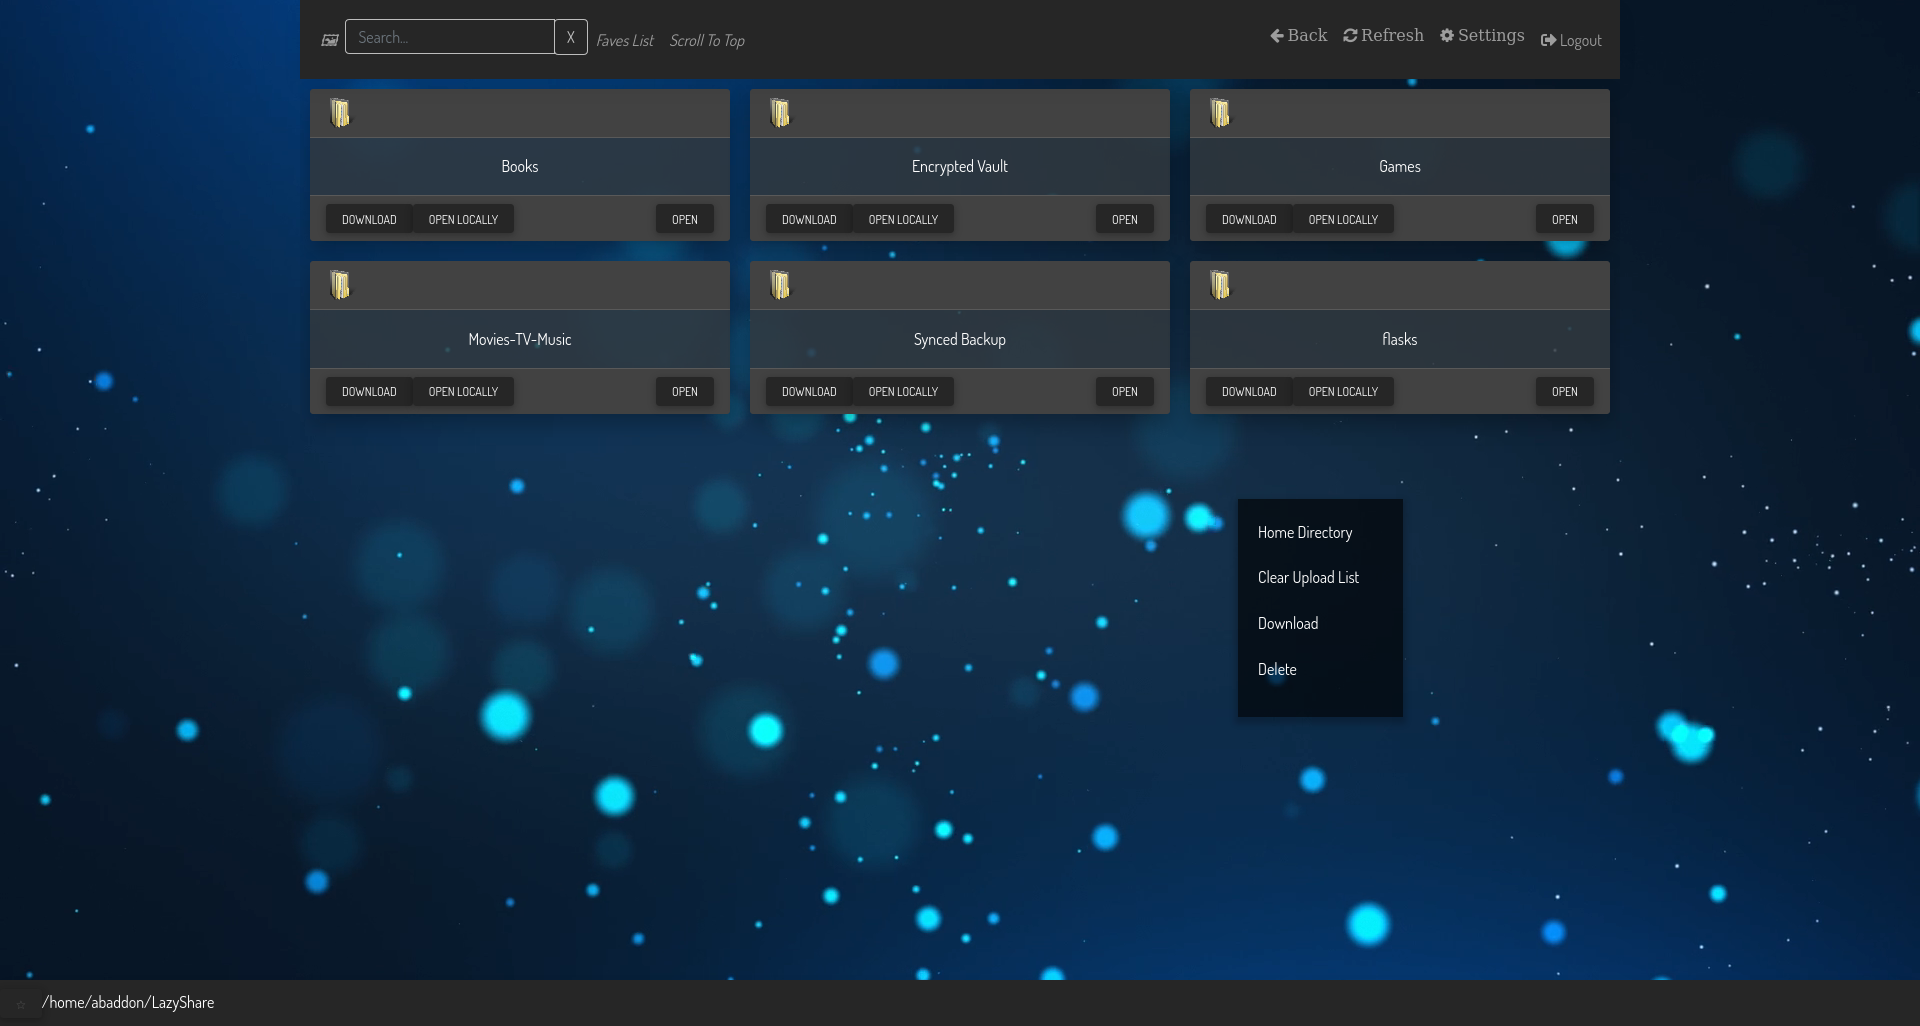 Search...
X
Faves List
Scroll To Top
Back
Refresh
Settings
Logout
Books
DOWNLOAD
OPEN LOCALLY
OPEN
Encrypted Vault
DOWNLOAD
OPEN LOCALLY
OPEN
Games
DOWNLOAD
OPEN LOCALLY
OPEN
Movies-TV-Music
DOWNLOAD
OPEN LOCALLY
OPEN
Synced Backup
DOWNLOAD
OPEN LOCALLY
OPEN
flasks
DOWNLOAD
OPEN LOCALLY
OPEN
Home Directory
Clear Upload List
Download
Delete
/home/abaddon/LazyShare